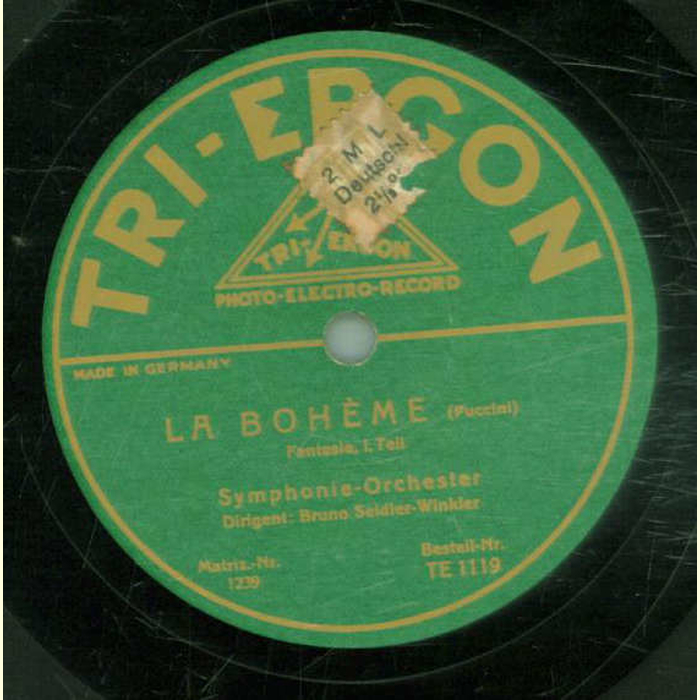 TRI-ERGON
2 M L
Deutsch
TRI-ERGON
PHOTO-ELECTRO-RECORD
MADE IN GERMANY
LA BOHÈME (Puccini)
Fantasie, I. Teil
Symphonie-Orchester
Dirigent: Bruno Seidler-Winkler
Matriz.-Nr. Bestell-Nr.
1239 TE 1119